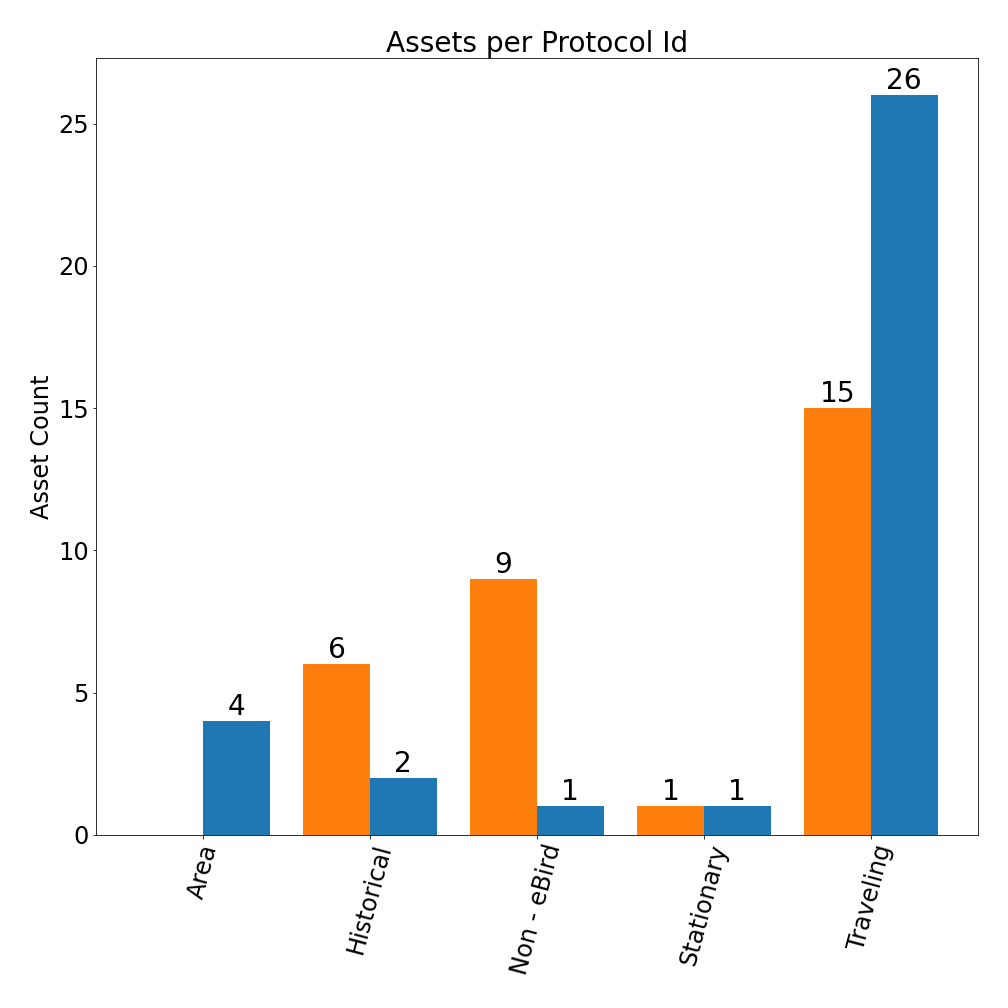 Assets per Protocol Id
26
25
20
15
15
Asset Count
10
9
6
5
4
2
1
1
1
0
Area
Historical
Non - eBird
Stationary
Traveling